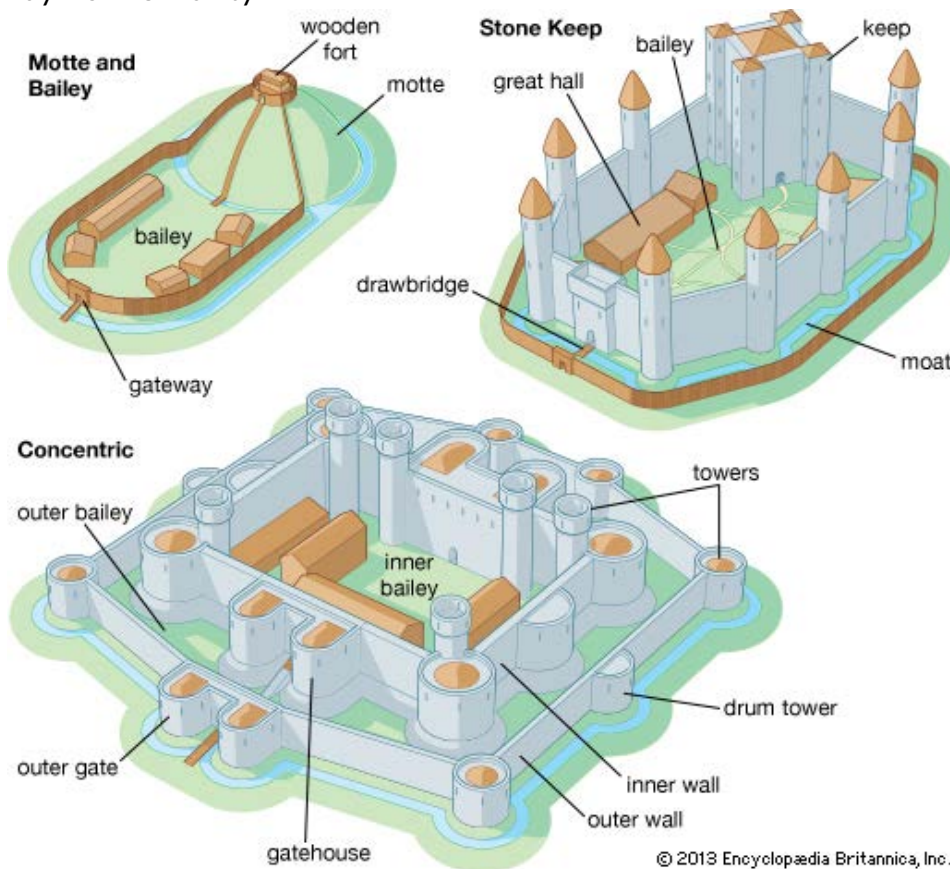 Motte and
Bailey
wooden
fort
motte
bailey
gateway
Stone Keep
bailey
keep
great hall
drawbridge
moat
Concentric
outer bailey
inner
bailey
towers
drum tower
inner wall
outer wall
outer gate
gatehouse
© 2013 Encyclopædia Britannica, Inc.